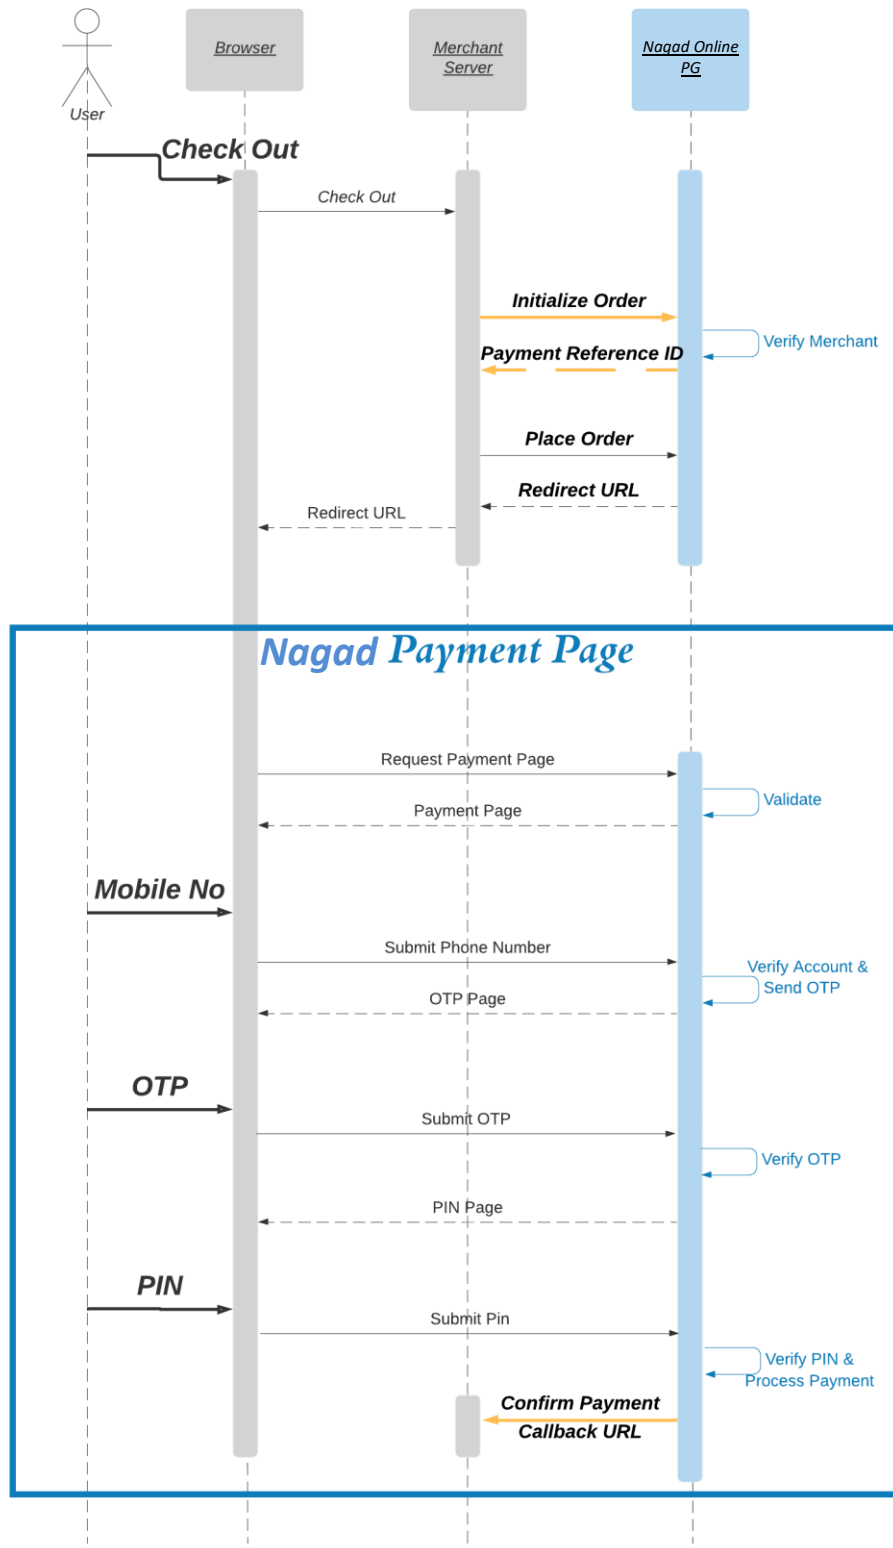 Browser
Merchant
Server
Nagad Online
PG
User
Check Out
Check Out
Initialize Order
Verify Merchant
Payment Reference ID
Place Order
Redirect URL
Redirect URL
Nagad Payment Page
Request Payment Page
Validate
Payment Page
Mobile No
Submit Phone Number
Verify Account &
Send OTP
OTP Page
OTP
Submit OTP
Verify OTP
PIN Page
PIN
Submit Pin
Verify PIN &
Process Payment
Confirm Payment
Callback URL